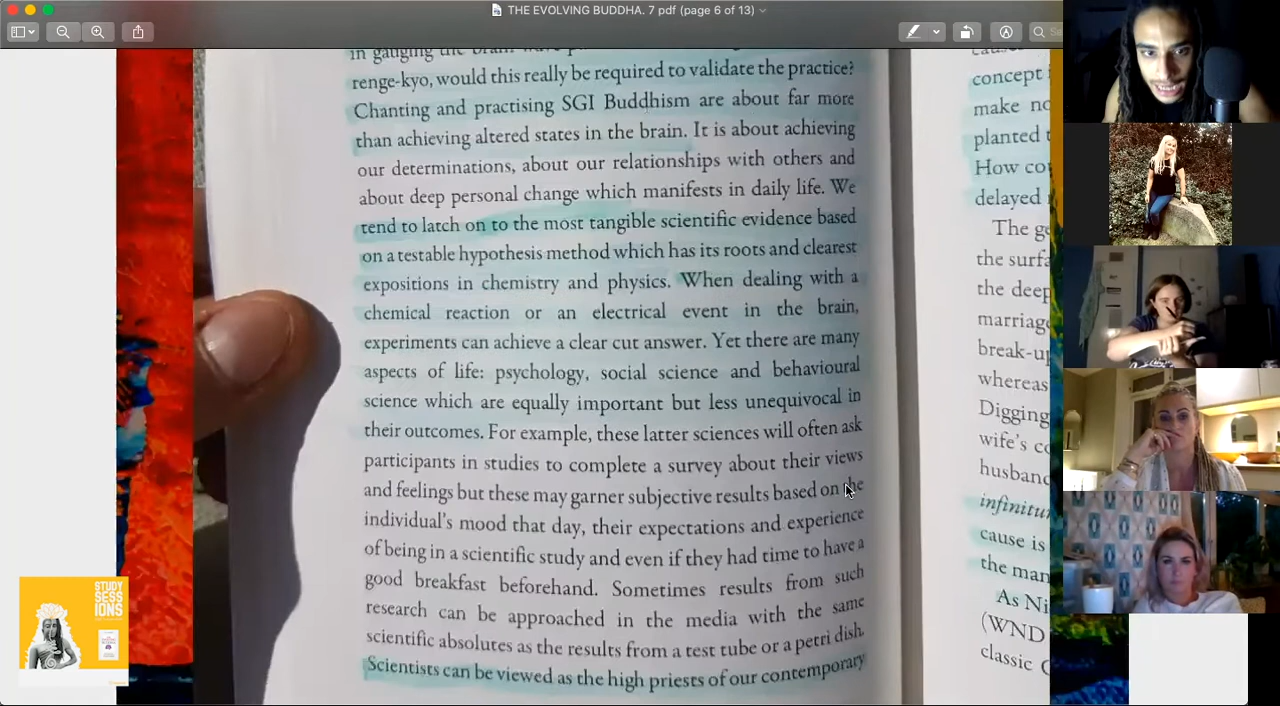 THE EVOLVING BUDDHA. 7 pdf (page 6 of 13)
in gauging the brain wave
renge-kyo, would this really be required to validate the practice?
Chanting and practising SGI Buddhism are about far more
than achieving altered states in the brain. It is about achieving
our determinations, about our relationships with others and
about deep personal change which manifests in daily life. We
tend to latch on to the most tangible scientific evidence based
on a testable hypothesis method which has its roots and clearest
expositions in chemistry and physics. When dealing with a
chemical reaction or an electrical event in the brain,
experiments can achieve a clear cut answer. Yet there are many
aspects of life: psychology, social science and behavioural
science which are equally important but less unequivocal in
their outcomes. For example, these latter sciences will often ask
participants in studies to complete a survey about their views
and feelings but these may garner subjective results based on the
individual's mood that day, their expectations and experience
of being in a scientific study and even if they had time to have a
good breakfast beforehand. Sometimes results from such
research can be approached in the media with the same
scientific absolutes as the results from a test tube or a petri dish.
Scientists can be viewed as the high priests of our contemporary
concept
make no
planted
How cou
delayed
The ge
the surfa
the deep
marriage
break-up
whereas
Digging
wife's co
husband
infinitum
cause is
the man
As Ni
(WND
classic
STUDY
SESS
IONS